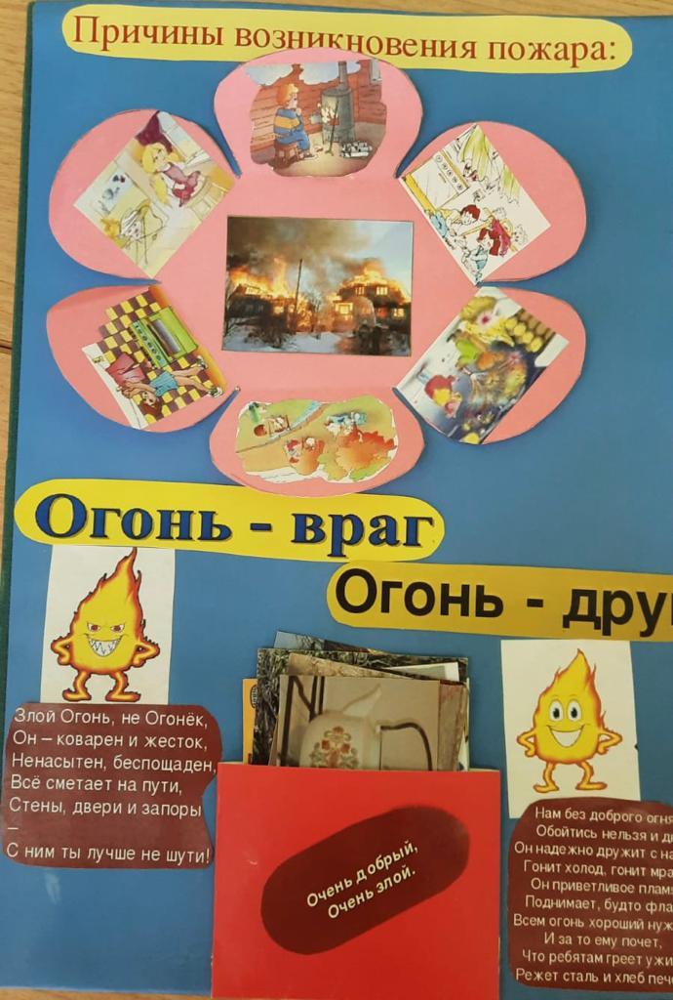 Причины возникновения пожара:
Огонь - враг
Огонь - дру
Злой Огонь, не Огонёк,
Он – коварен и жесток,
Ненасытен, беспощаден,
Всё сметает на пути,
Стены, двери и запоры
–
С ним ты лучше не шути!
Очень добрый,
Очень злой.
Нам без доброго огня
Обойтись нельзя и д
Он надежно дружит с на
Гонит холод, гонит мра
Он приветливое плам
Поднимает, будто фла
Всем огонь хороший нуж
И за то ему почет,
Что ребятам греет ужи
Режет сталь и хлеб печ